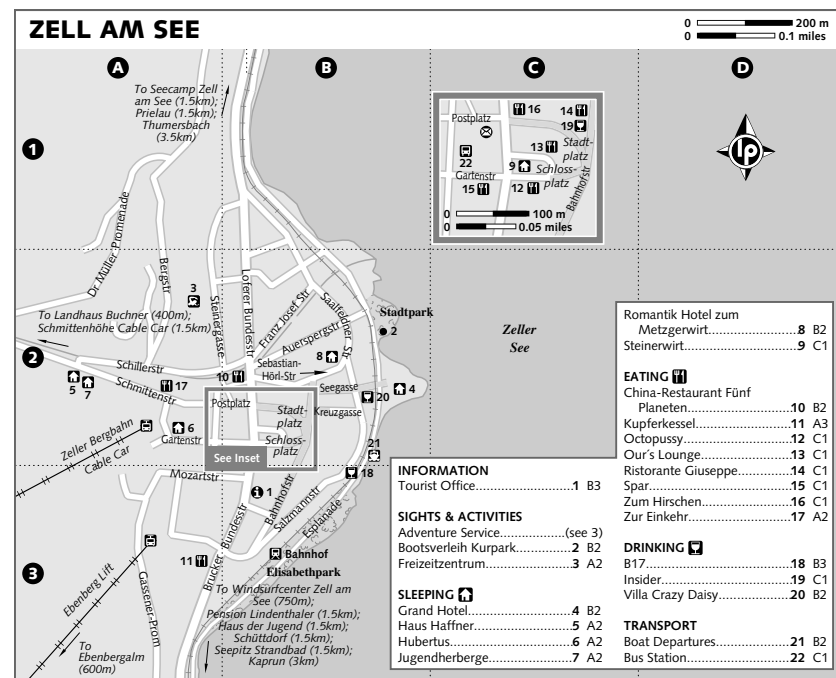 ZELL AM SEE
0 200 m
0 0.1 miles
A
B
C
D
1
2
3
To Seecamp Zell
am See (1.5km);
Prielau (1.5km);
Thumersbach
(3.5km)
Dr Müller Promenade
Bergstr
3
Steinergasse
Loferer Bundesstr
Franz Josef Str
Saalfeldner Str
Auerspergstr
Stadtpark
2
Zeller
See
To Landhaus Buchner (400m);
Schmittenhöhe Cable Car (1.5km)
Schillerstr
Schmittenstr
5
7
17
10
Sebastian-
Hörl-Str
8
Seegasse
4
20
Kreuzgasse
Postplatz
Stadt-
platz
Schloss-
platz
See Inset
6
Gartenstr
Zeller Bergbahn
Cable Car
21
18
Mozartstr
1
Bahnhofstr
Salzmannstr
Esplanade
Brucker Bundesstr
Bahnhof
Elisabethpark
11
Ebenberg Lift
Gassener-Prom
To
Ebenbergalm
(600m)
To Windsurfcenter Zell am
See (750m);
Pension Lindenthaler (1.5km);
Haus der Jugend (1.5km);
Schüttdorf (1.5km);
Seepitz Strandbad (1.5km);
Kaprun (3km)
16
14
Postplatz
19
13
Stadt-
platz
22
9
Schloss-
platz
Gartenstr
15
12
Bahnhofstr
0 100 m
0 0.05 miles
lp
INFORMATION
Tourist Office 1 B3
SIGHTS & ACTIVITIES
Adventure Service (see 3)
Bootsverleih Kurpark 2 B2
Freizeitzentrum 3 A2
SLEEPING
Grand Hotel 4 B2
Haus Haffner 5 A2
Hubertus 6 A2
Jugendherberge 7 A2
Romantik Hotel zum
Metzgerwirt 8 B2
Steinerwirt 9 C1
EATING
China-Restaurant Fünf
Planeten 10 B2
Kupferkessel 11 A3
Octopussy 12 C1
Our's Lounge 13 C1
Ristorante Giuseppe 14 C1
Spar 15 C1
Zum Hirschen 16 C1
Zur Einkehr 17 A2
DRINKING
B17 18 B3
Insider 19 C1
Villa Crazy Daisy 20 B2
TRANSPORT
Boat Departures 21 B2
Bus Station 22 C1